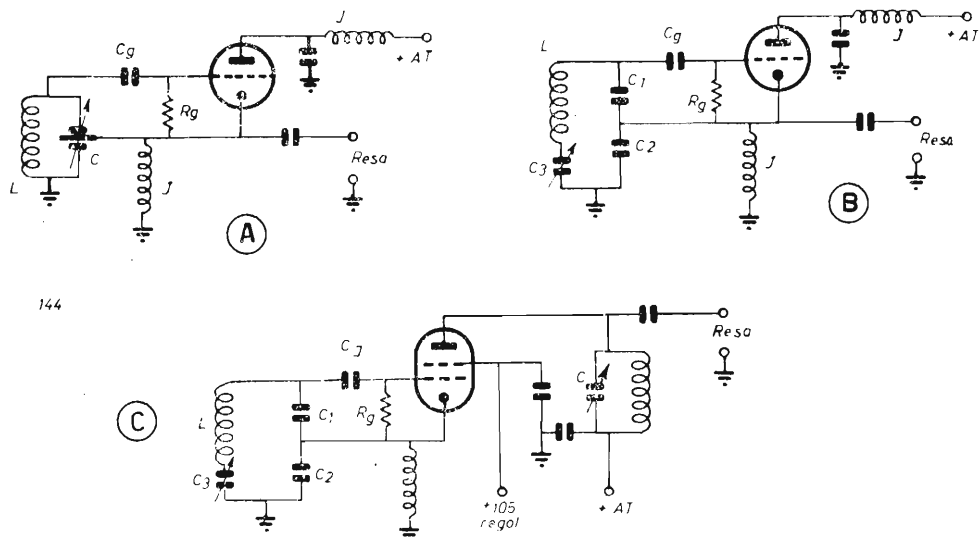 J
+ AT
Cg
Rg
L
C
J
Resa
A
J
+ AT
L
Cg
C1
Rg
C2
C3
J
Resa
B
144
Resa
CJ
C
L
C1
Rg
C3
C2
C
+105
regol
+ AT